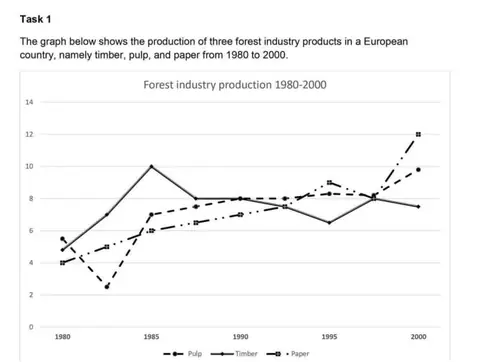 Task 1
The graph below shows the production of three forest industry products in a European
country, namely timber, pulp, and paper from 1980 to 2000.
Forest industry production 1980-2000
14
12
10
8
6
4
2
0
1980 1985 1990 1995 2000
Pulp Timber Paper